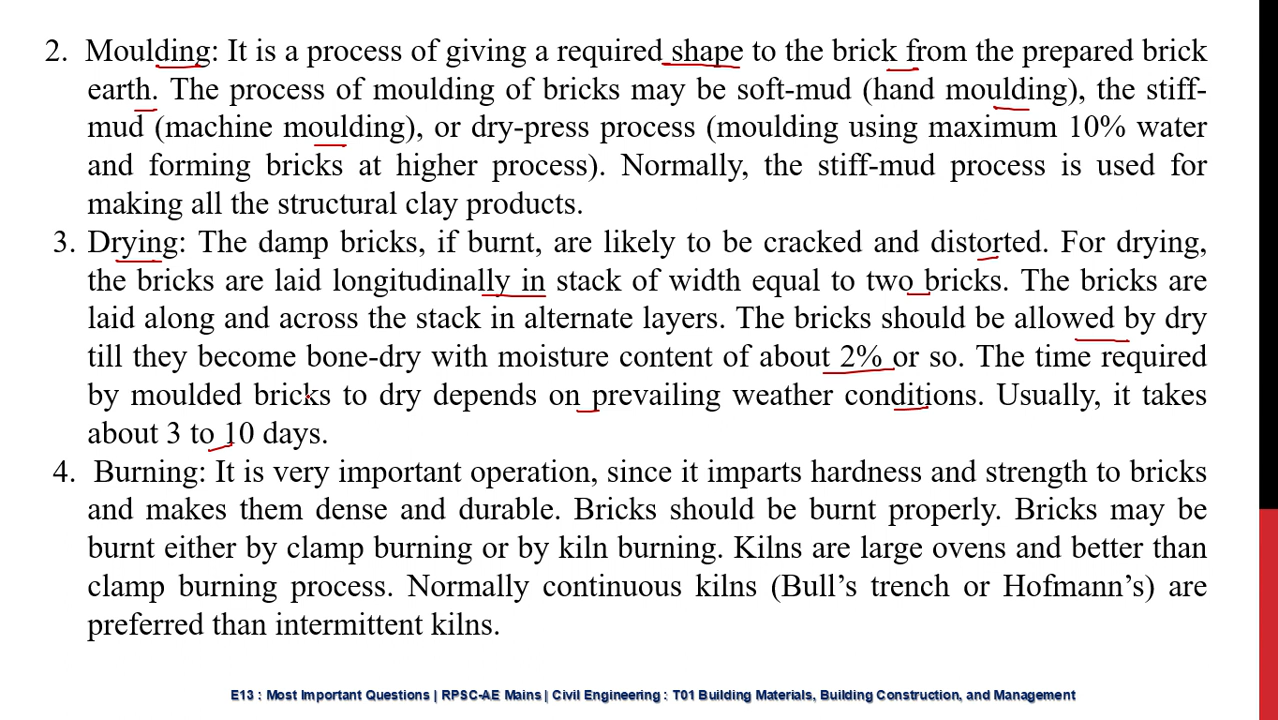 2. Moulding: It is a process of giving a required shape to the brick from the prepared brick
earth. The process of moulding of bricks may be soft-mud (hand moulding), the stiff-
mud (machine moulding), or dry-press process (moulding using maximum 10% water
and forming bricks at higher process). Normally, the stiff-mud process is used for
making all the structural clay products.
3. Drying: The damp bricks, if burnt, are likely to be cracked and distorted. For drying,
the bricks are laid longitudinally in stack of width equal to two bricks. The bricks are
laid along and across the stack in alternate layers. The bricks should be allowed by dry
till they become bone-dry with moisture content of about 2% or so. The time required
by moulded bricks to dry depends on prevailing weather conditions. Usually, it takes
about 3 to 10 days.
4. Burning: It is very important operation, since it imparts hardness and strength to bricks
and makes them dense and durable. Bricks should be burnt properly. Bricks may be
burnt either by clamp burning or by kiln burning. Kilns are large ovens and better than
clamp burning process. Normally continuous kilns (Bull’s trench or Hofmann’s) are
preferred than intermittent kilns.
E13 : Most Important Questions | RPSC-AE Mains | Civil Engineering : T01 Building Materials, Building Construction, and Management